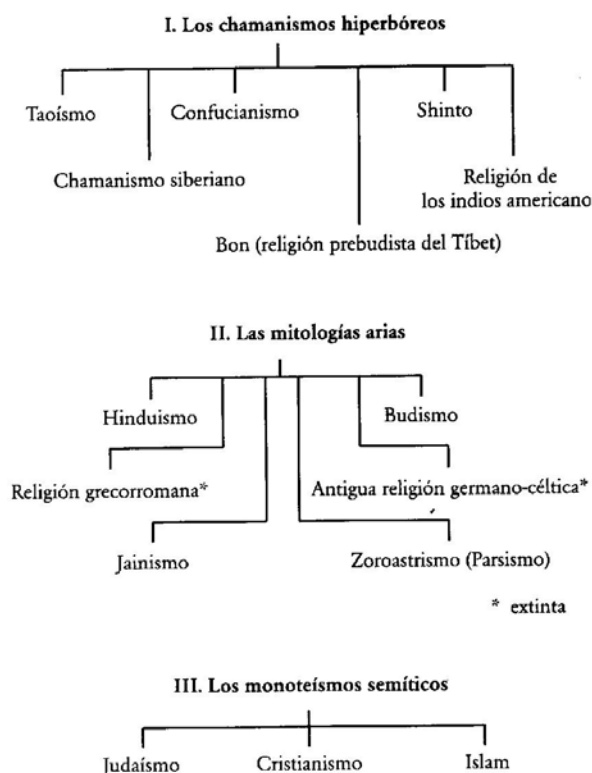 I. Los chamanismos hiperbóreos
Taoísmo
Confucianismo
Shinto
Chamanismo siberiano
Religión de
los indios americano
Bon (religión prebudista del Tíbet)
II. Las mitologías arias
Hinduismo
Budismo
Religión grecorromana*
Antigua religión germano-céltica*
Jainismo
Zoroastrismo (Parsismo)
* extinta
III. Los monoteísmos semíticos
Judaísmo
Cristianismo
Islam